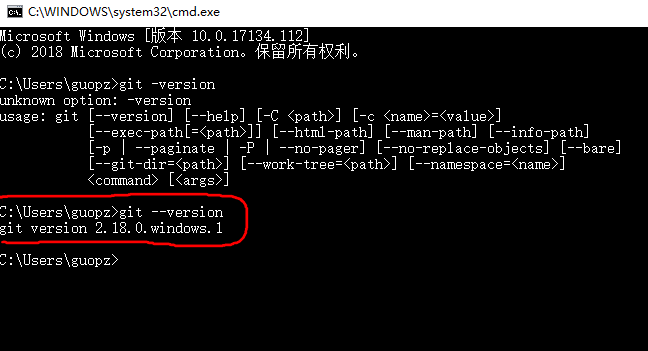 C:\WINDOWS\system32\cmd.exe
Microsoft Windows [版本 10.0.17134.112]
(c) 2018 Microsoft Corporation。保留所有权利。
C:\Users\guopz>git -version
unknown option: -version
usage: git [--version] [--help] [-C <path>] [-c <name>=<value>]
[--exec-path[=<path>]] [--html-path] [--man-path] [--info-path]
[-p | --paginate | -P | --no-pager] [--no-replace-objects] [--bare]
[--git-dir=<path>] [--work-tree=<path>] [--namespace=<name>]
<command> [<args>]
C:\Users\guopz>git --version
git version 2.18.0.windows.1
C:\Users\guopz>